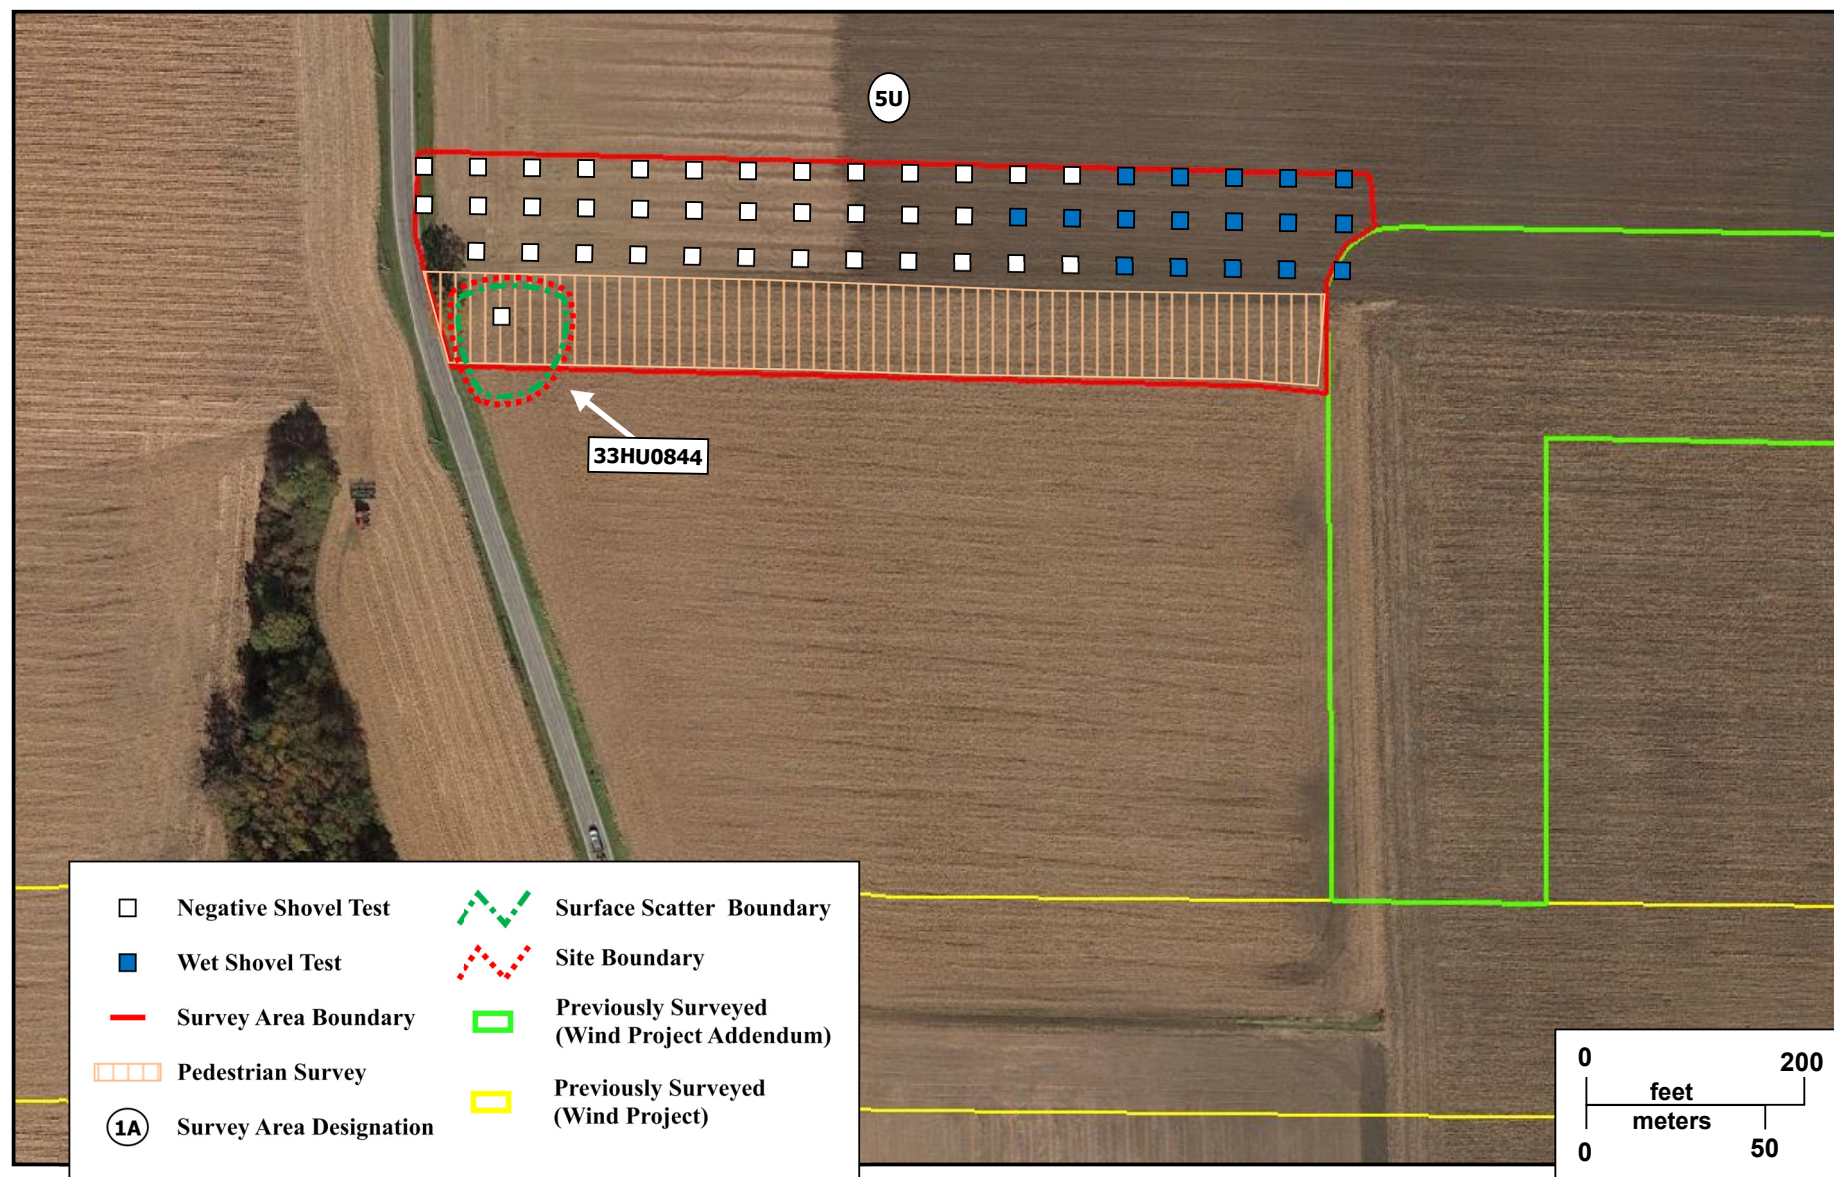 5U
33HU0844
Negative Shovel Test
Wet Shovel Test
Survey Area Boundary
Pedestrian Survey
1A
Survey Area Designation
Surface Scatter Boundary
Site Boundary
Previously Surveyed
(Wind Project Addendum)
Previously Surveyed
(Wind Project)
0
200
feet
meters
0
50